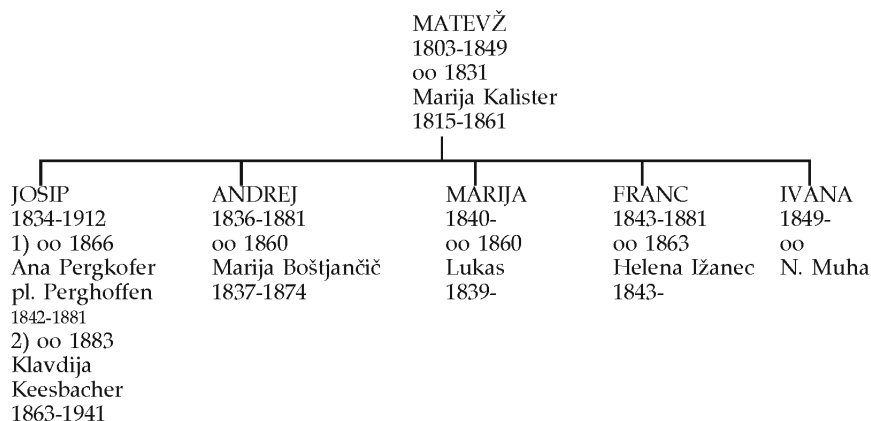 MATEVŽ
1803-1849
oo 1831
Marija Kalister
1815-1861
JOSIP
1834-1912
1) oo 1866
Ana Pergkofer
pl. Perghoffen
1842-1881
2) oo 1883
Klavdija
Keesbacher
1863-1941
ANDREJ
1836-1881
oo 1860
Marija Boštjančič
1837-1874
MARIJA
1840-
oo 1860
Lukas
1839-
FRANC
1843-1881
oo 1863
Helena Ižanec
1843-
IVANA
1849-
oo
N. Muha